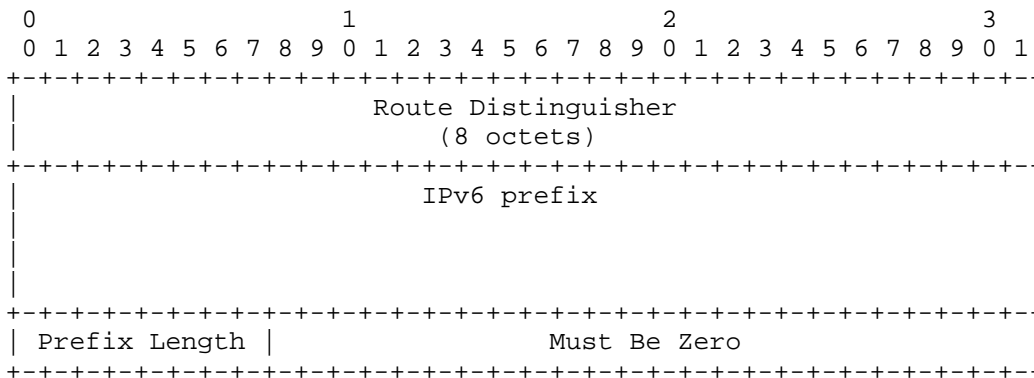 0                   1                   2                   3
0 1 2 3 4 5 6 7 8 9 0 1 2 3 4 5 6 7 8 9 0 1 2 3 4 5 6 7 8 9 0 1
+-+-+-+-+-+-+-+-+-+-+-+-+-+-+-+-+-+-+-+-+-+-+-+-+-+-+-+-+-+-+-+-
| Route Distinguisher
| (8 octets)
+-+-+-+-+-+-+-+-+-+-+-+-+-+-+-+-+-+-+-+-+-+-+-+-+-+-+-+-+-+-+-+-
| IPv6 prefix
|
|
|
+-+-+-+-+-+-+-+-+-+-+-+-+-+-+-+-+-+-+-+-+-+-+-+-+-+-+-+-+-+-+-+-
| Prefix Length | Must Be Zero
+-+-+-+-+-+-+-+-+-+-+-+-+-+-+-+-+-+-+-+-+-+-+-+-+-+-+-+-+-+-+-+-